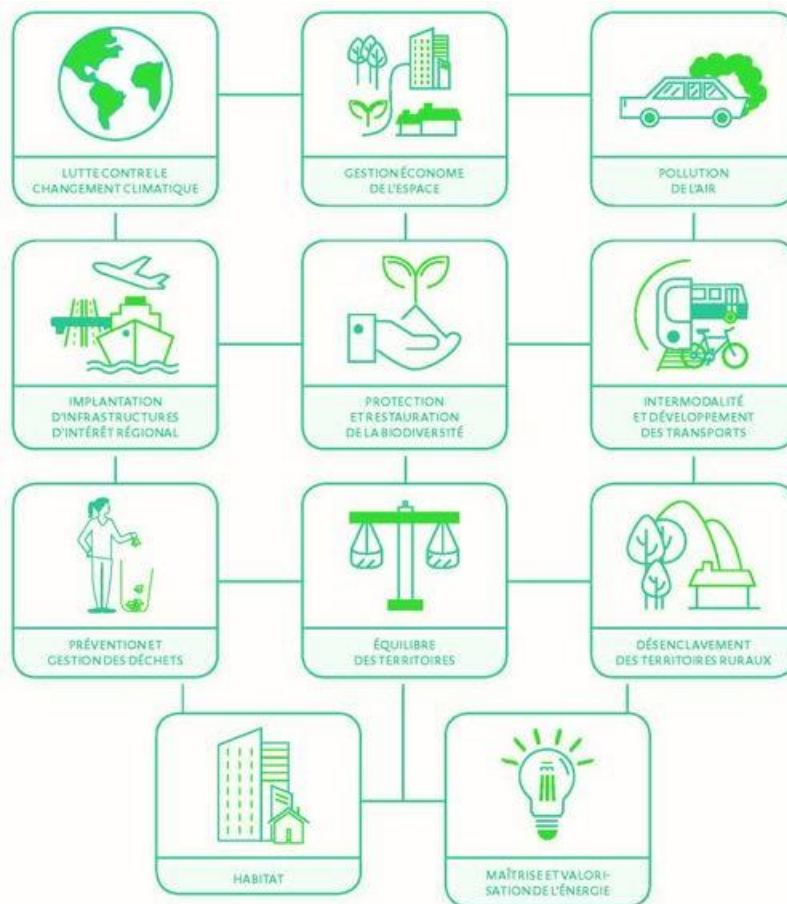 LUTTE CONTRE LE
CHANGEMENT CLIMATIQUE
GESTION ÉCONOME
DE L'ESPACE
POLLUTION
DE L'AIR
IMPLANTATION
D'INFRASTRUCTURES
D'INTÉRÊT RÉGIONAL
PROTECTION
ET RESTAURATION
DE LA BIODIVERSITÉ
INTERMODALITÉ
ET DÉVELOPPEMENT
DES TRANSPORTS
PRÉVENTION ET
GESTION DES DÉCHETS
ÉQUILIBRE
DES TERRITOIRES
DÉSENCLAVEMENT
DES TERRITOIRES RURAUX
HABITAT
MAÎTRISE ET VALORI-
SATION DE L'ÉNERGIE